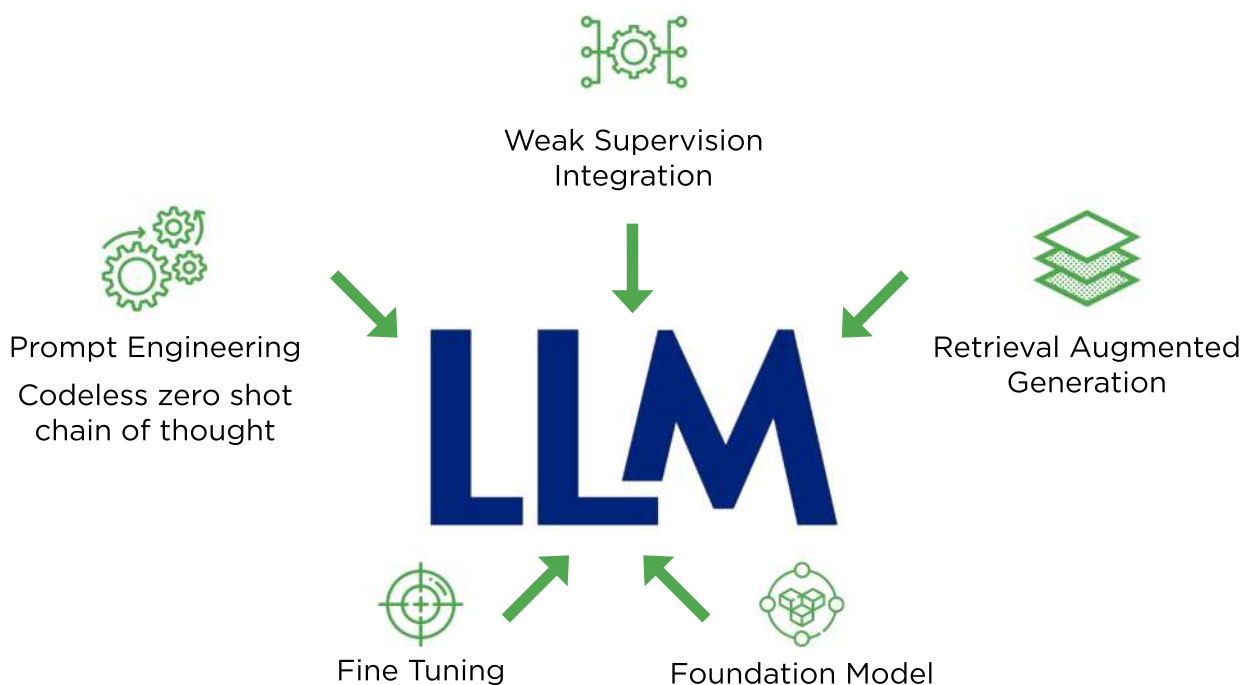 Weak Supervision
Integration
Prompt Engineering
Codeless zero shot
chain of thought
Retrieval Augmented
Generation
LLM
Fine Tuning
Foundation Model